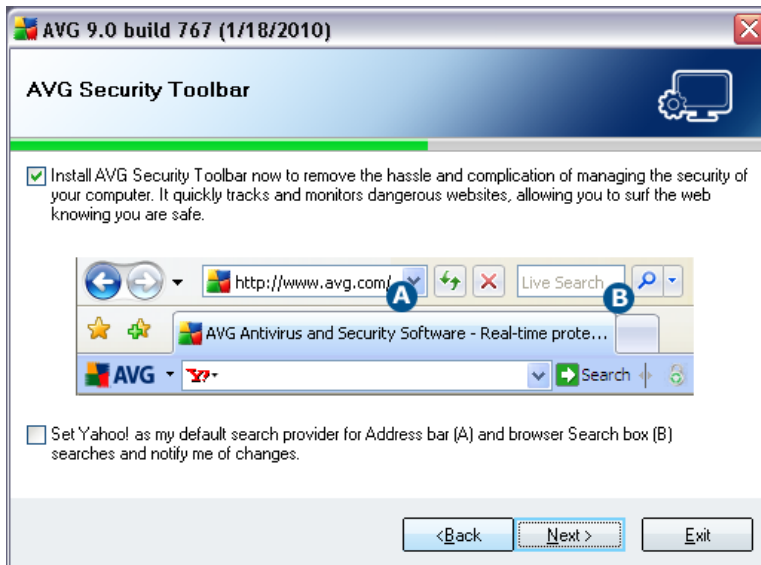 AVG 9.0 build 767 (1/18/2010)
AVG Security Toolbar
Install AVG Security Toolbar now to remove the hassle and complication of managing the security of
your computer. It quickly tracks and monitors dangerous websites, allowing you to surf the web
knowing you are safe.
http://www.avg.com/ A Live Search B
AVG Antivirus and Security Software - Real-time prote...
AVG Y! Search
Set Yahoo! as my default search provider for Address bar (A) and browser Search box (B)
searches and notify me of changes.
<Back Next > Exit